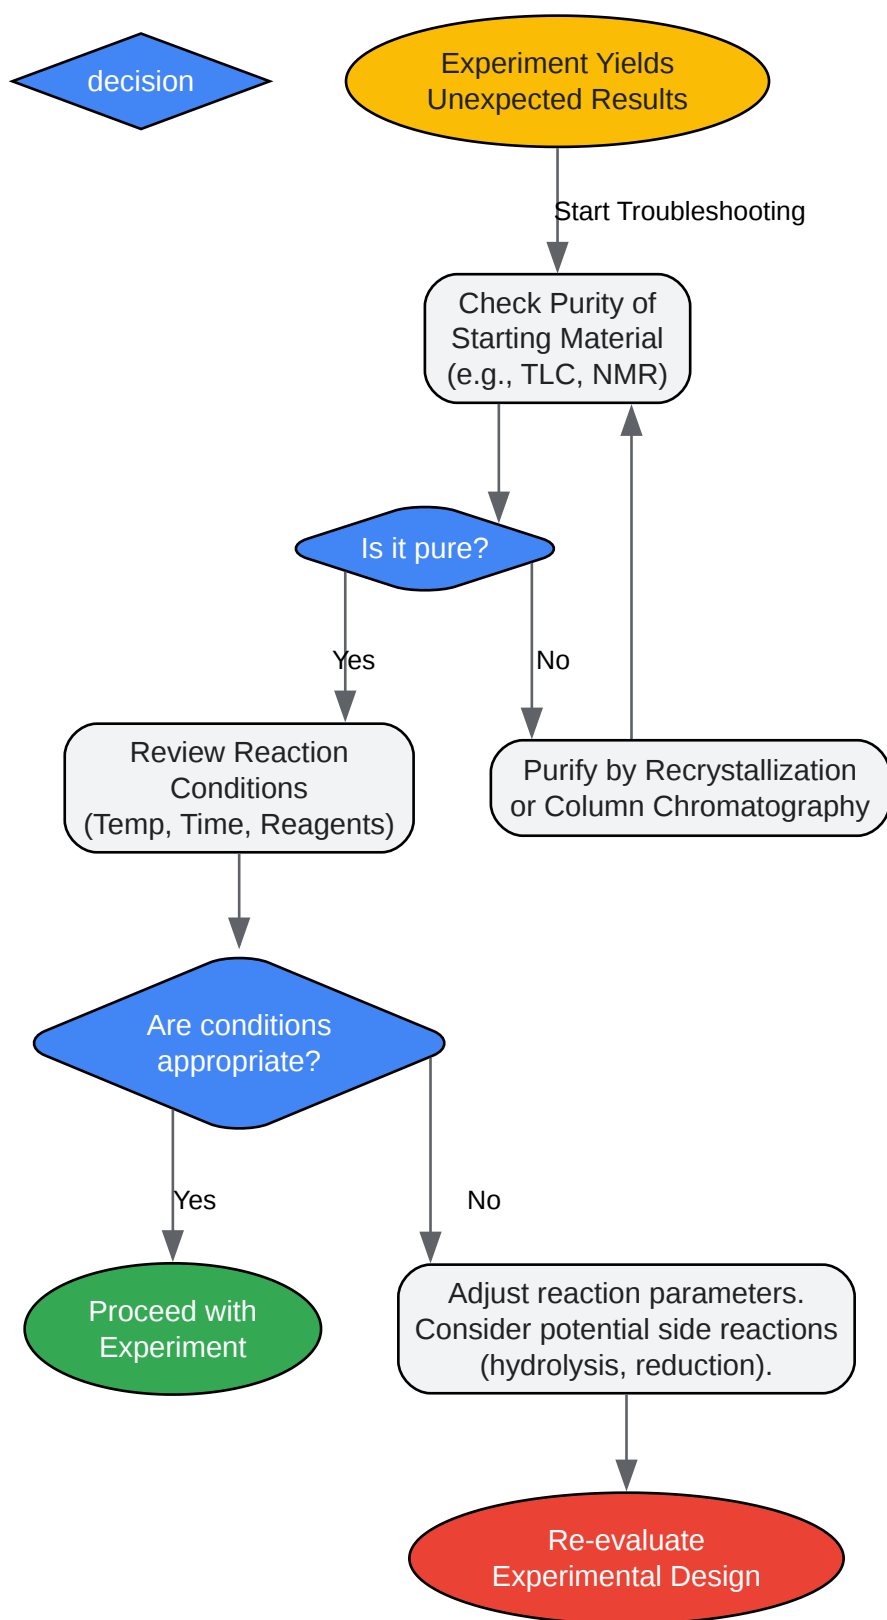 decision
Experiment Yields
Unexpected Results
Start Troubleshooting
Check Purity of
Starting Material
(e.g., TLC, NMR)
Is it pure?
Yes
No
Review Reaction
Conditions
(Temp, Time, Reagents)
Purify by Recrystallization
or Column Chromatography
Are conditions
appropriate?
Yes
No
Proceed with
Experiment
Adjust reaction parameters.
Consider potential side reactions
(hydrolysis, reduction).
Re-evaluate
Experimental Design